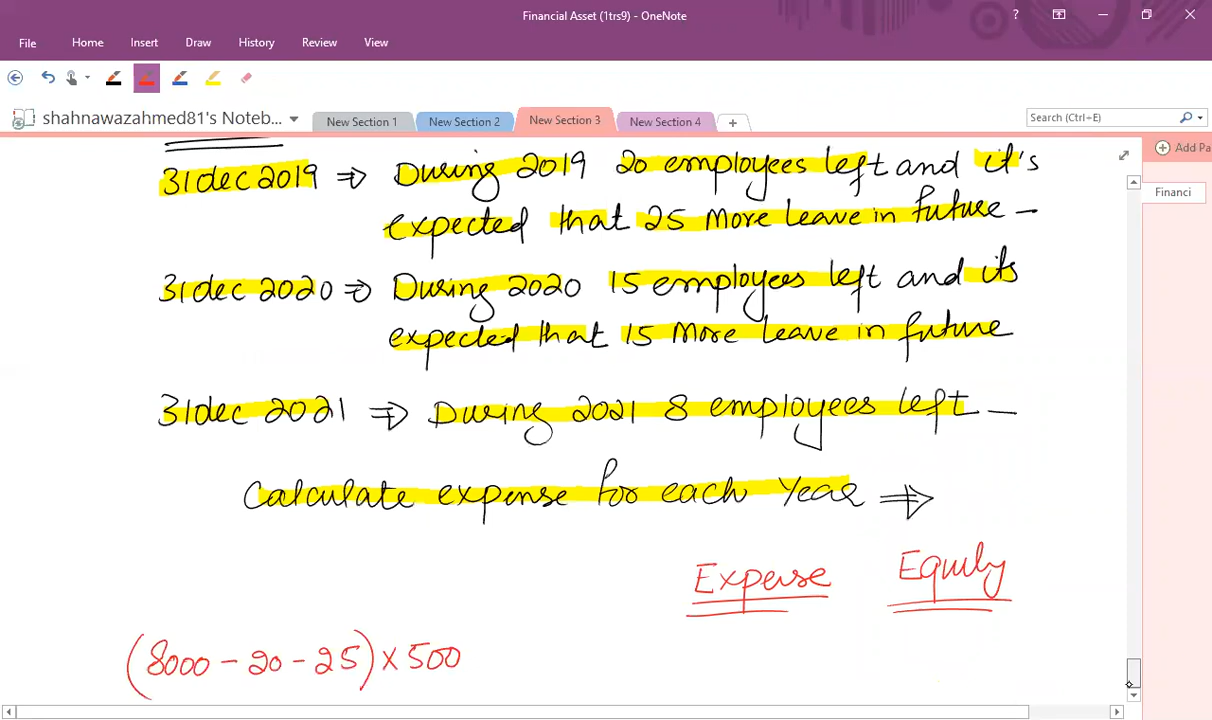 Financial Asset (1trs9) - OneNote
File Home Insert Draw History Review View
shahnawazahmed81's Noteb... New Section 1 New Section 2 New Section 3 New Section 4 Search (Ctrl+E)
Add Pa
Financi
31dec 2019 ⇒ During 2019 20 employees left and it's
expected that 25 More leave in future -
31dec 2020 ⇒ During 2020 15 employees left and its
expected that 15 More leave in future
31dec 2021 ⇒ During 2021 8 employees left -
Calculate expense for each Year ⇒
Expense Equity
(8000 - 20 - 25) × 500